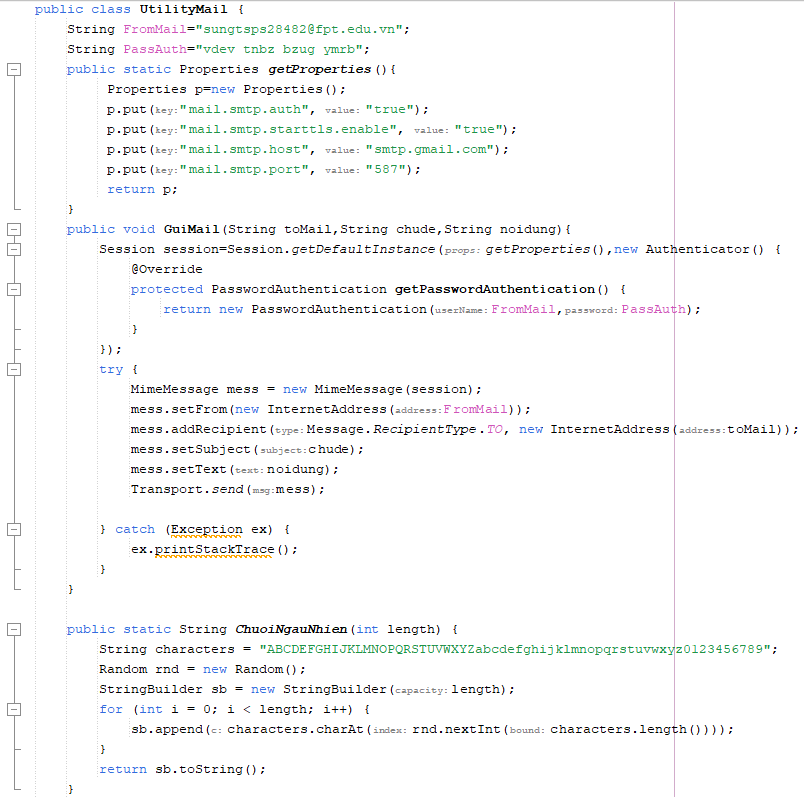 public class UtilityMail {
String FromMail="sungtsps28482@fpt.edu.vn";
String PassAuth="vdev tnbz bzug ymrb";
public static Properties getProperties(){
Properties p=new Properties();
p.put(key:"mail.smtp.auth", value: "true");
p.put(key:"mail.smtp.starttls.enable", value: "true");
p.put(key:"mail.smtp.host", value: "smtp.gmail.com");
p.put(key:"mail.smtp.port", value: "587");
return p;
}
public void GuiMail(String toMail,String chude,String noidung){
Session session=Session.getDefaultInstance(props: getProperties(),new Authenticator() {
@Override
protected PasswordAuthentication getPasswordAuthentication() {
return new PasswordAuthentication(userName: FromMail,password: PassAuth);
}
});
try {
MimeMessage mess = new MimeMessage(session);
mess.setFrom(new InternetAddress(address:FromMail));
mess.addRecipient(type:Message.RecipientType.TO, new InternetAddress(address:toMail));
mess.setSubject(subject:chude);
mess.setText(text:noidung);
Transport.send(msg:mess);
} catch (Exception ex) {
ex.printStackTrace();
}
}
public static String ChuoiNgauNhien(int length) {
String characters = "ABCDEFGHIJKLMNOPQRSTUVWXYZabcdefghijklmnopqrstuvwxyz0123456789";
Random rnd = new Random();
StringBuilder sb = new StringBuilder(capacity:length);
for (int i = 0; i < length; i++) {
sb.append(c: characters.charAt(index: rnd.nextInt(bound: characters.length())));
}
return sb.toString();
}